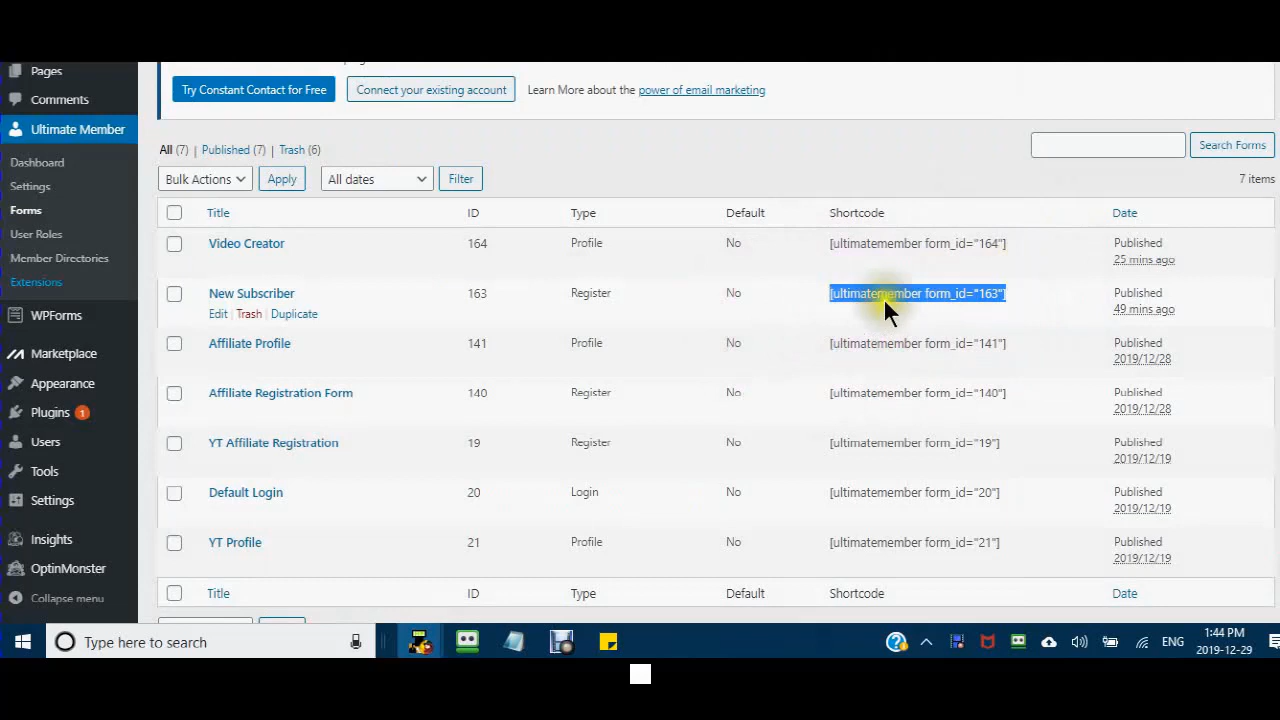 Pages
Comments
Ultimate Member
Dashboard
Settings
Forms
User Roles
Member Directories
Extensions
WPForms
Marketplace
Appearance
Plugins 1
Users
Tools
Settings
Insights
OptinMonster
Collapse menu
Try Constant Contact for Free Connect your existing account Learn More about the power of email marketing
All (7) Published (7) Trash (6)
Search Forms
Bulk Actions Apply All dates Filter
7 items
Title ID Type Default Shortcode Date
Video Creator 164 Profile No [ultimatemember form_id="164"] Published
25 mins ago
New Subscriber 163 Register No [ultimatemember form_id="163"] Published
Edit Trash Duplicate 49 mins ago
Affiliate Profile 141 Profile No [ultimatemember form_id="141"] Published
2019/12/28
Affiliate Registration Form 140 Register No [ultimatemember form_id="140"] Published
2019/12/28
YT Affiliate Registration 19 Register No [ultimatemember form_id="19"] Published
2019/12/19
Default Login 20 Login No [ultimatemember form_id="20"] Published
2019/12/19
YT Profile 21 Profile No [ultimatemember form_id="21"] Published
2019/12/19
Title ID Type Default Shortcode Date
Type here to search
ENG
1:44 PM
2019-12-29